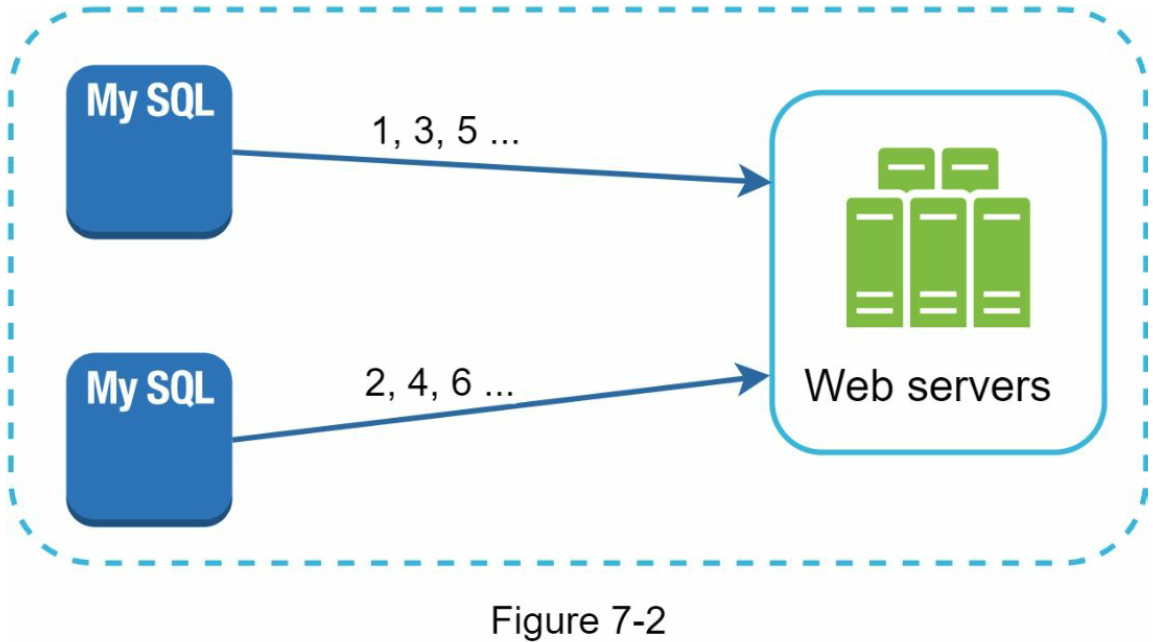 My SQL
1, 3, 5 ...
My SQL
2, 4, 6 ...
Web servers
Figure 7-2